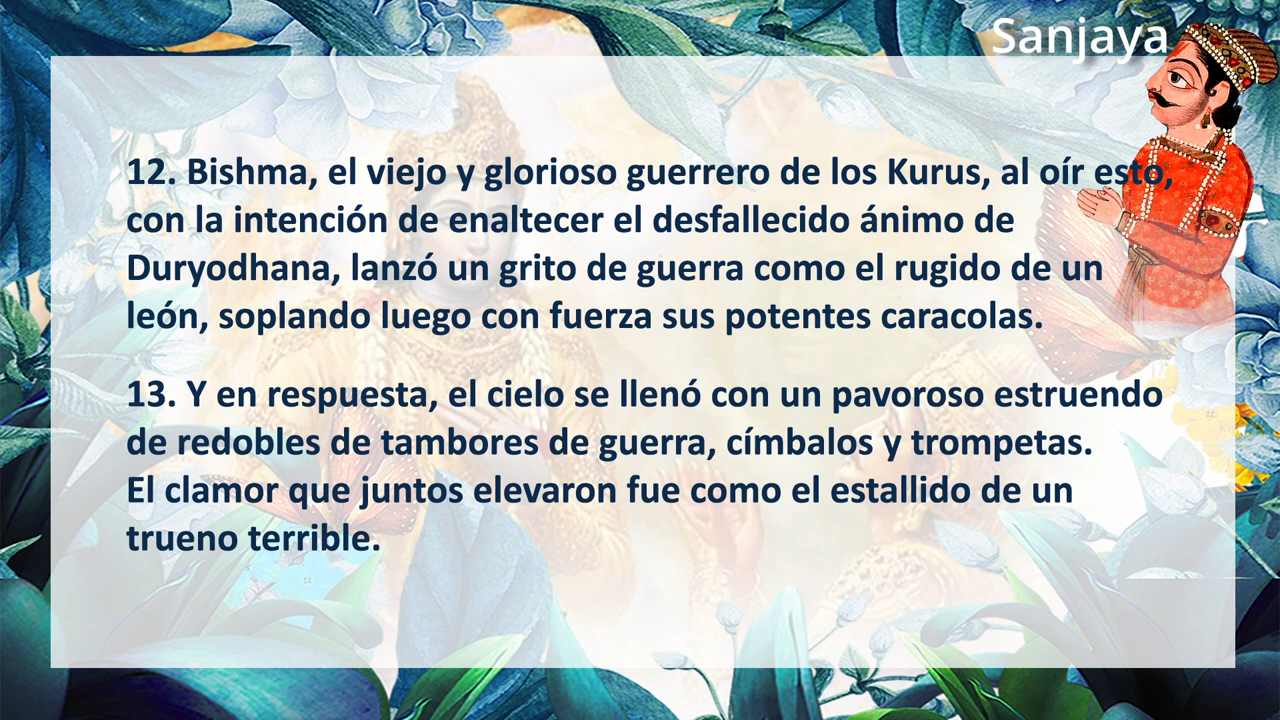 Sanjaya
12. Bishma, el viejo y glorioso guerrero de los Kurus, al oír esto,
con la intención de enaltecer el desfallecido ánimo de
Duryodhana, lanzó un grito de guerra como el rugido de un
león, soplando luego con fuerza sus potentes caracolas.
13. Y en respuesta, el cielo se llenó con un pavoroso estruendo
de redobles de tambores de guerra, címbalos y trompetas.
El clamor que juntos elevaron fue como el estallido de un
trueno terrible.